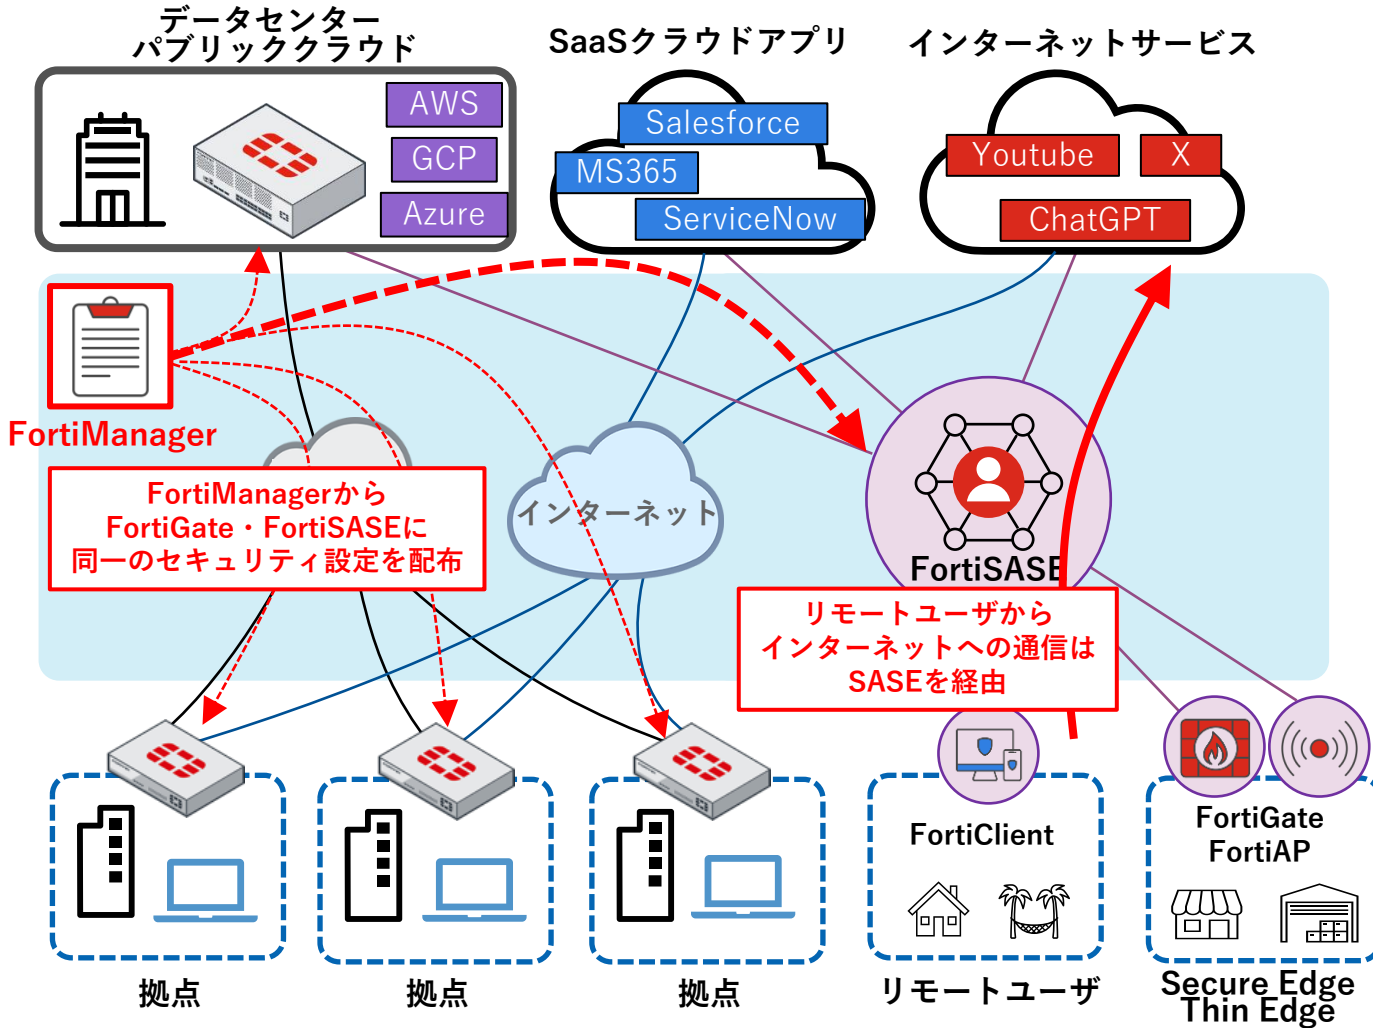 データセンター
パブリッククラウド
SaaSクラウドアプリ
インターネットサービス
AWS
GCP
Azure
Salesforce
MS365
ServiceNow
Youtube
X
ChatGPT
FortiManager
FortiManagerから
FortiGate・FortiSASEに
同一のセキュリティ設定を配布
インターネット
FortiSASE
リモートユーザから
インターネットへの通信は
SASEを経由
FortiClient
FortiGate
FortiAP
拠点
拠点
拠点
リモートユーザ
Secure Edge
Thin Edge